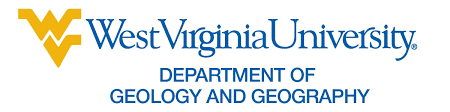 WestVirginiaUniversity®
DEPARTMENT OF
GEOLOGY AND GEOGRAPHY